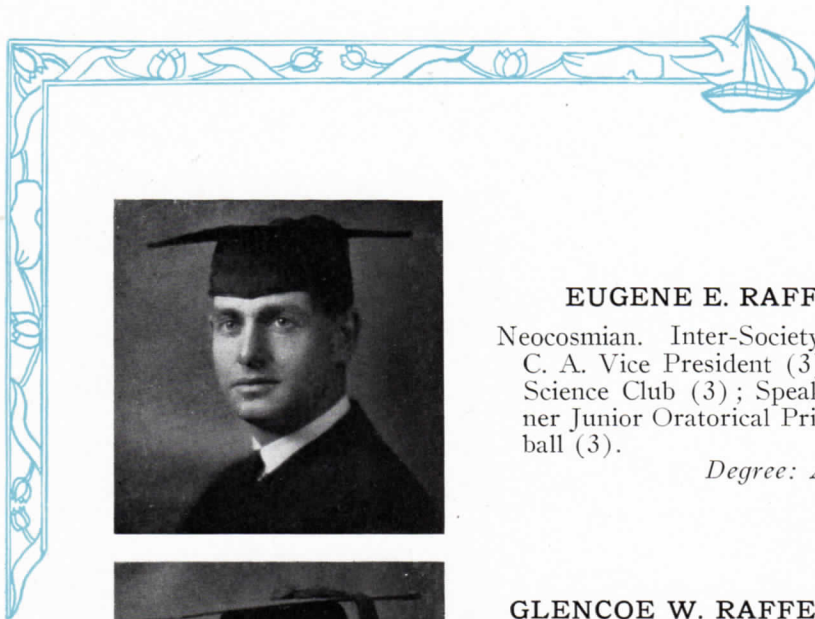 EUGENE E. RAFF
Neocosmian. Inter-Society
C. A. Vice President (3
Science Club (3) ; Speal
ner Junior Oratorical Pri
ball (3).
Degree:
GLENCOE W. RAFFE